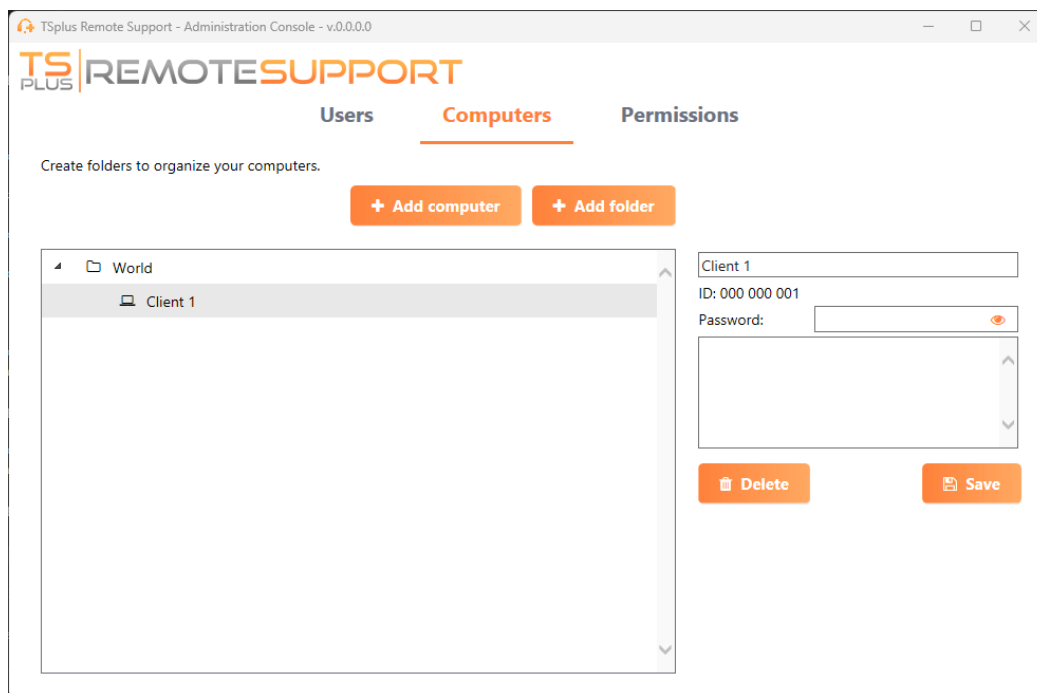 TSplus Remote Support - Administration Console - v.0.0.0.0
TS PLUS REMOTESUPPORT
Users Computers Permissions
Create folders to organize your computers.
Add computer Add folder
World
Client 1
Client 1
ID: 000 000 001
Password:
Delete Save